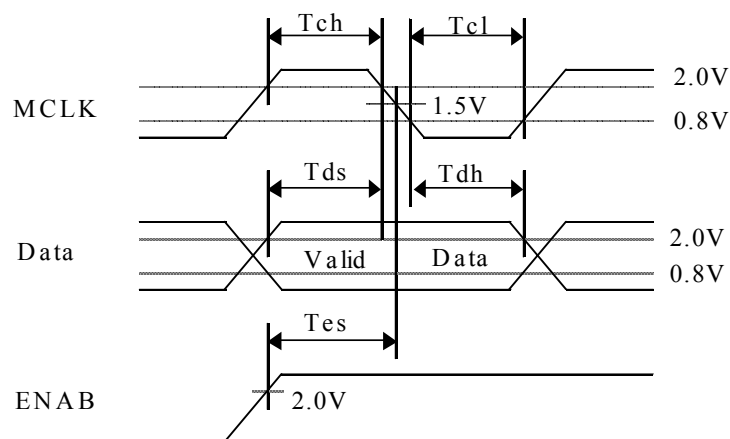 Tch Tcl
2.0V
MCLK 1.5V
0.8V
Tds Tdh
Data 2.0V
Valid Data
0.8V
Tes
ENAB 2.0V